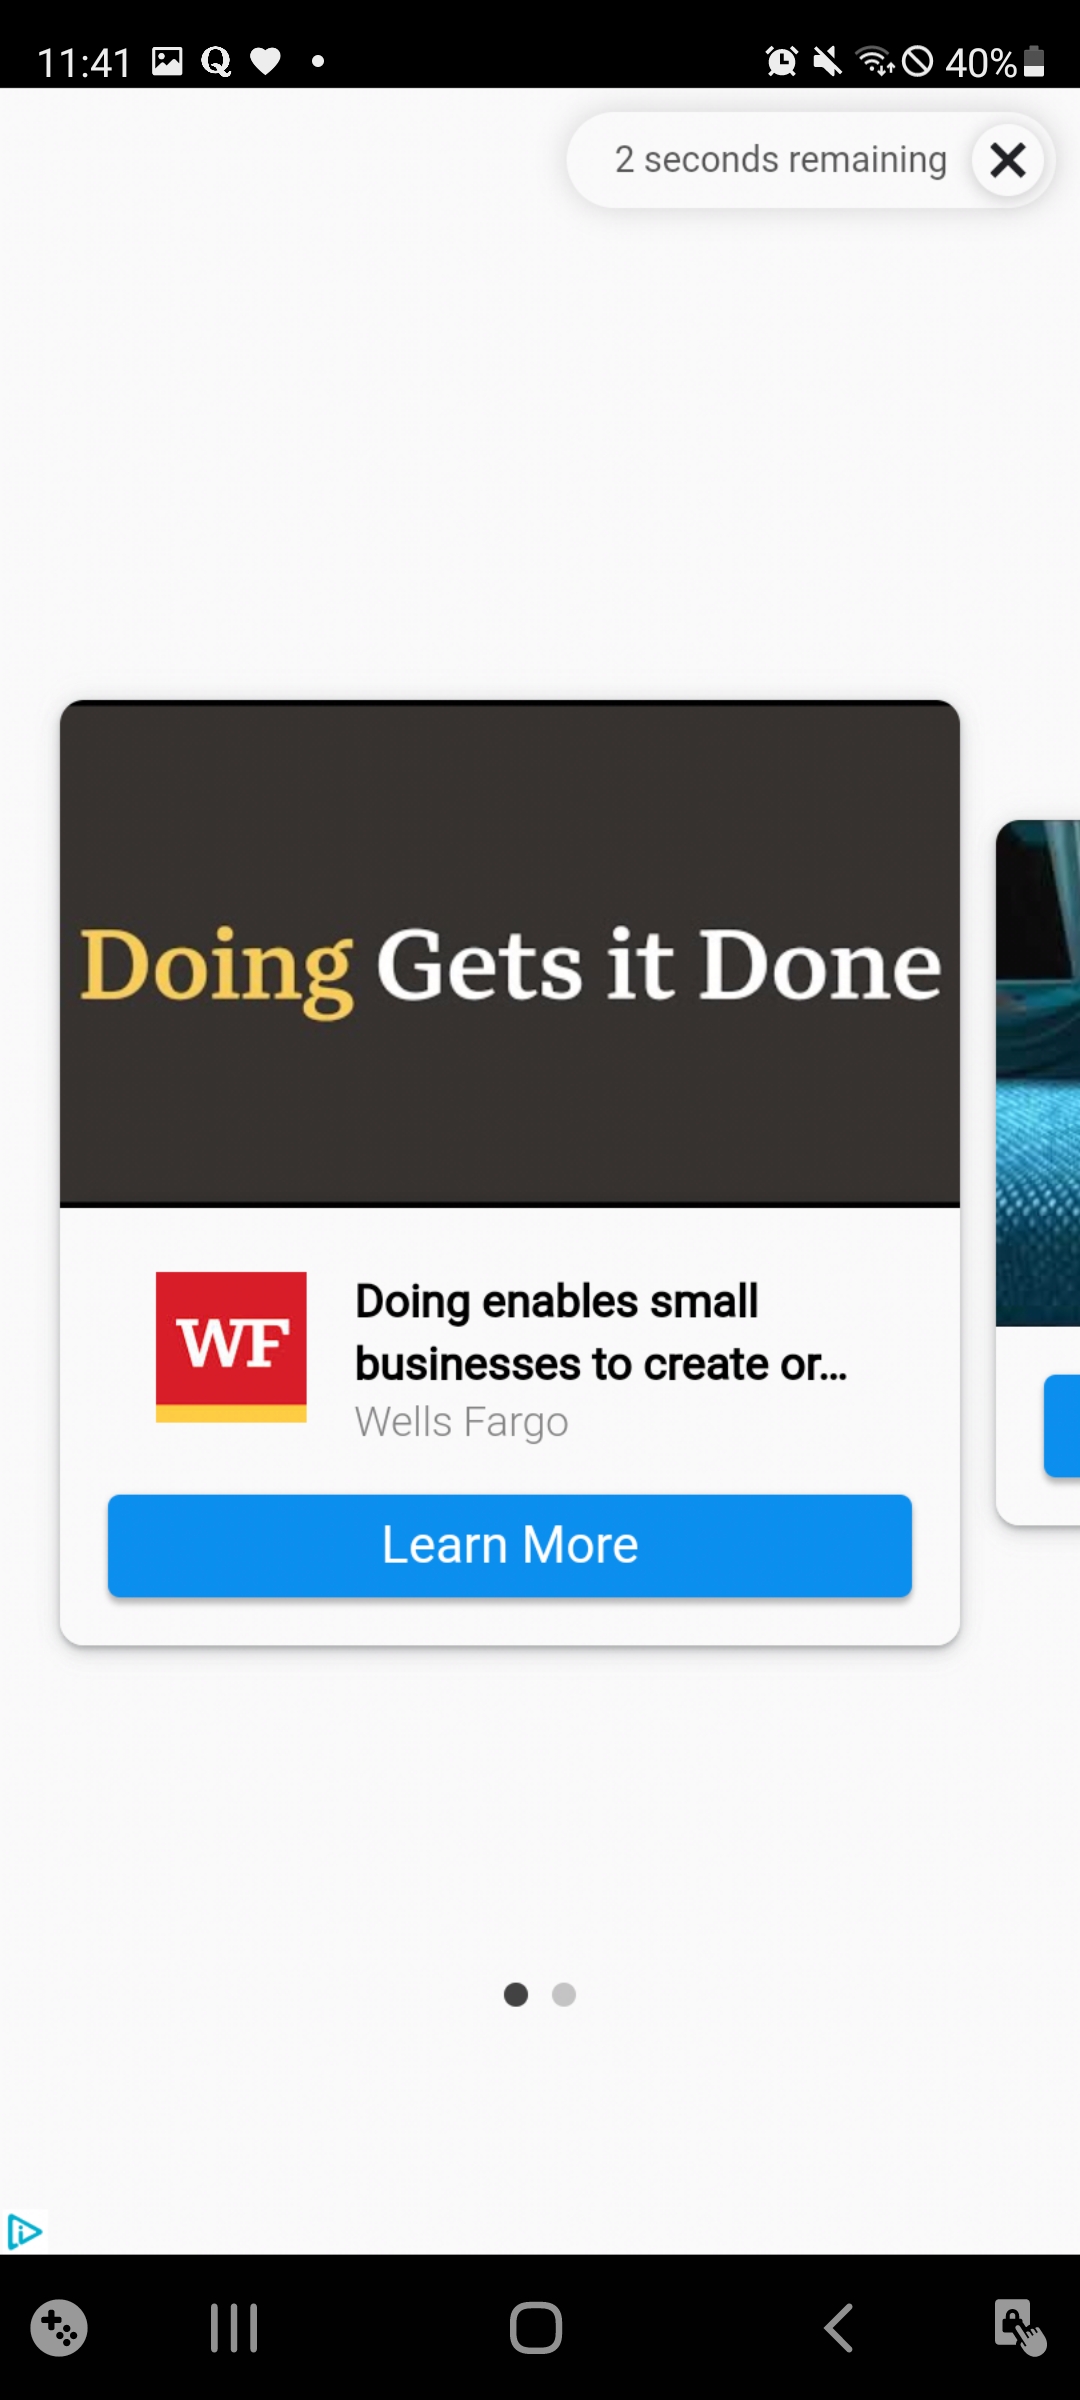 11:41 40%
2 seconds remaining
Doing Gets it Done
WF
Doing enables small
businesses to create or...
Wells Fargo
Learn More